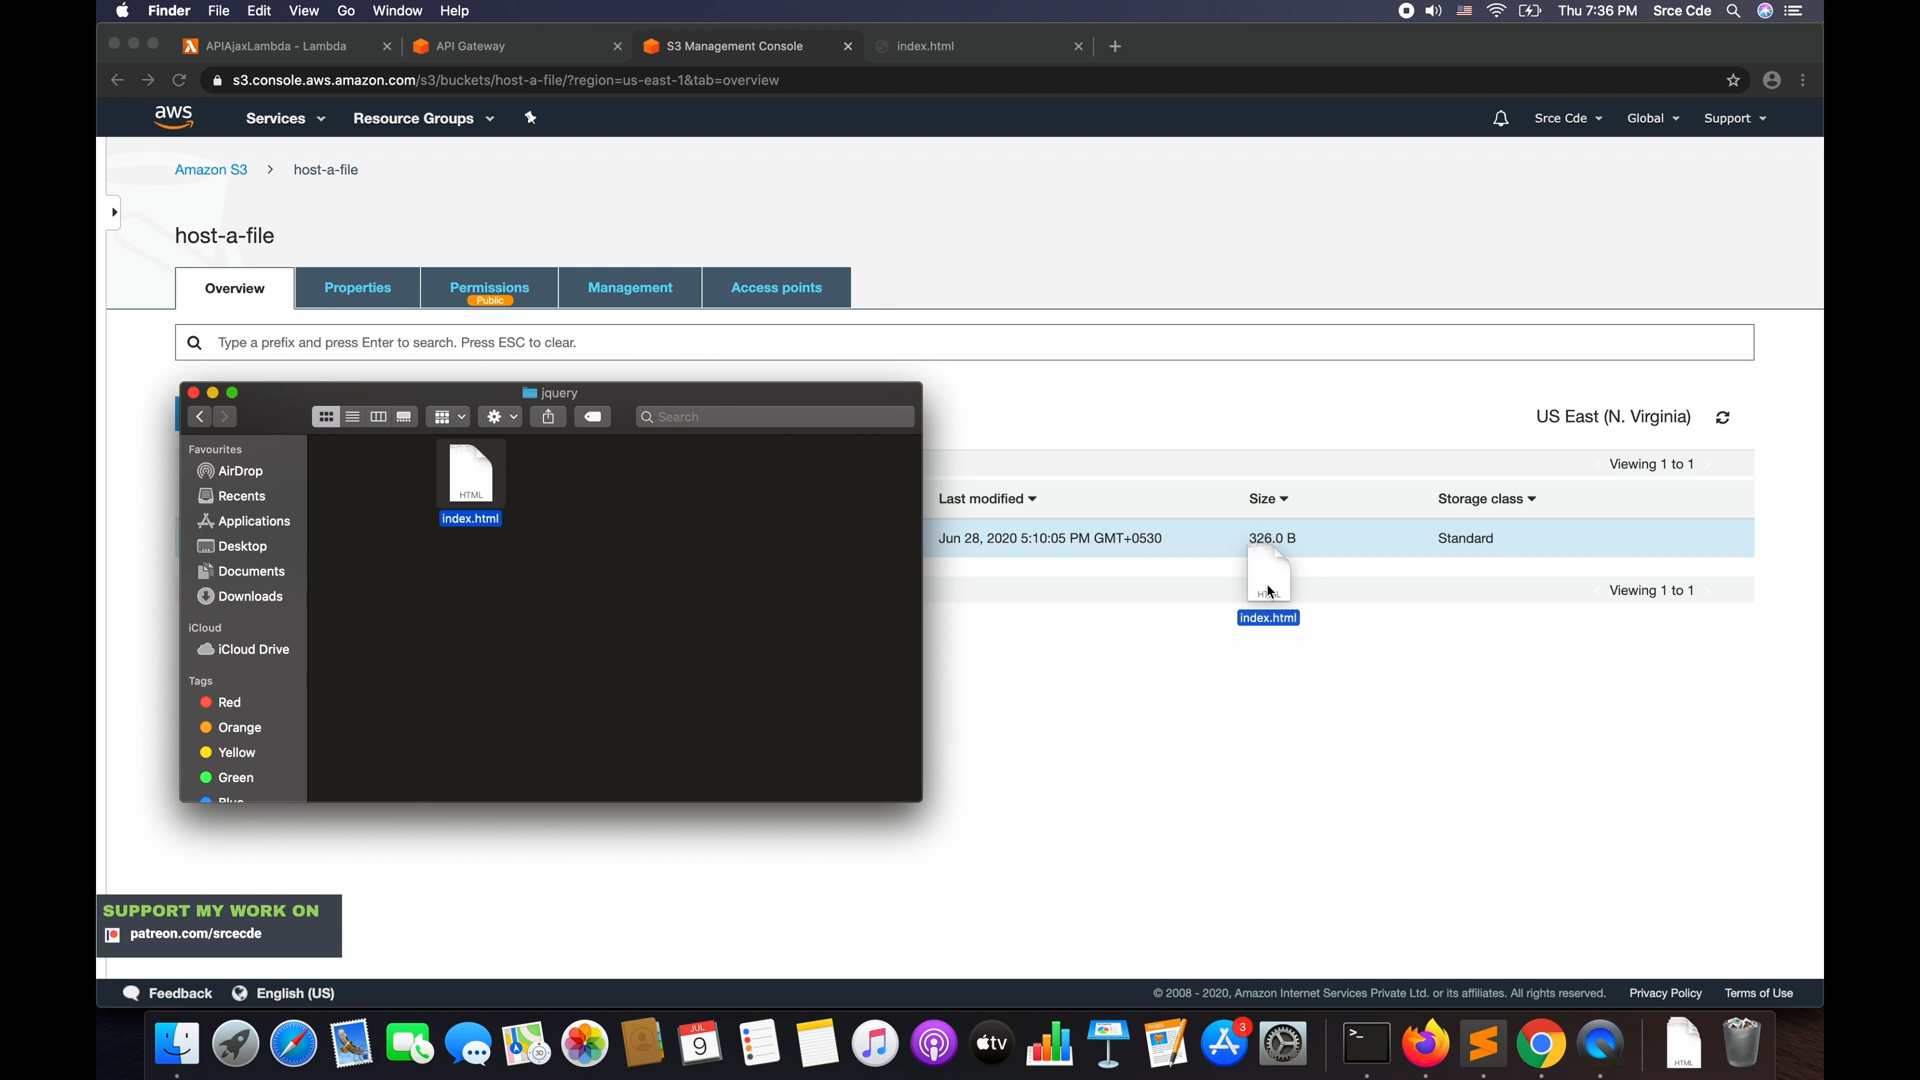 Finder File Edit View Go Window Help Thu 7:36 PM Srce Cde
APIAjaxLambda - Lambda API Gateway S3 Management Console index.html
s3.console.aws.amazon.com/s3/buckets/host-a-file/?region=us-east-1&tab=overview
aws Services Resource Groups Srce Cde Global Support
Amazon S3 > host-a-file
host-a-file
Overview Properties Permissions Management Access points
Public
Type a prefix and press Enter to search. Press ESC to clear.
jquery
Search
US East (N. Virginia)
Favourites
AirDrop
Recents
Applications
Desktop
Documents
Downloads
iCloud
iCloud Drive
Tags
Red
Orange
Yellow
Green
HTML
index.html
Viewing 1 to 1
Last modified Size Storage class
Jun 28, 2020 5:10:05 PM GMT+0530 326.0 B Standard
Viewing 1 to 1
index.html
SUPPORT MY WORK ON
patreon.com/srcecde
Feedback English (US) © 2008 - 2020, Amazon Internet Services Private Ltd. or its affiliates. All rights reserved. Privacy Policy Terms of Use
JUL
9
3D
tv
3
HTML